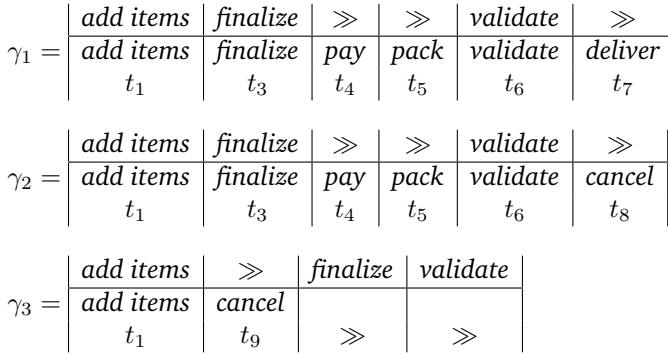 add items finalize ≫ ≫ validate ≫
γ₁ = add items finalize pay pack validate deliver
t₁ t₃ t₄ t₅ t₆ t₇
add items finalize ≫ ≫ validate ≫
γ₂ = add items finalize pay pack validate cancel
t₁ t₃ t₄ t₅ t₆ t₈
add items ≫ finalize validate
γ₃ = add items cancel
t₁ t₉ ≫ ≫